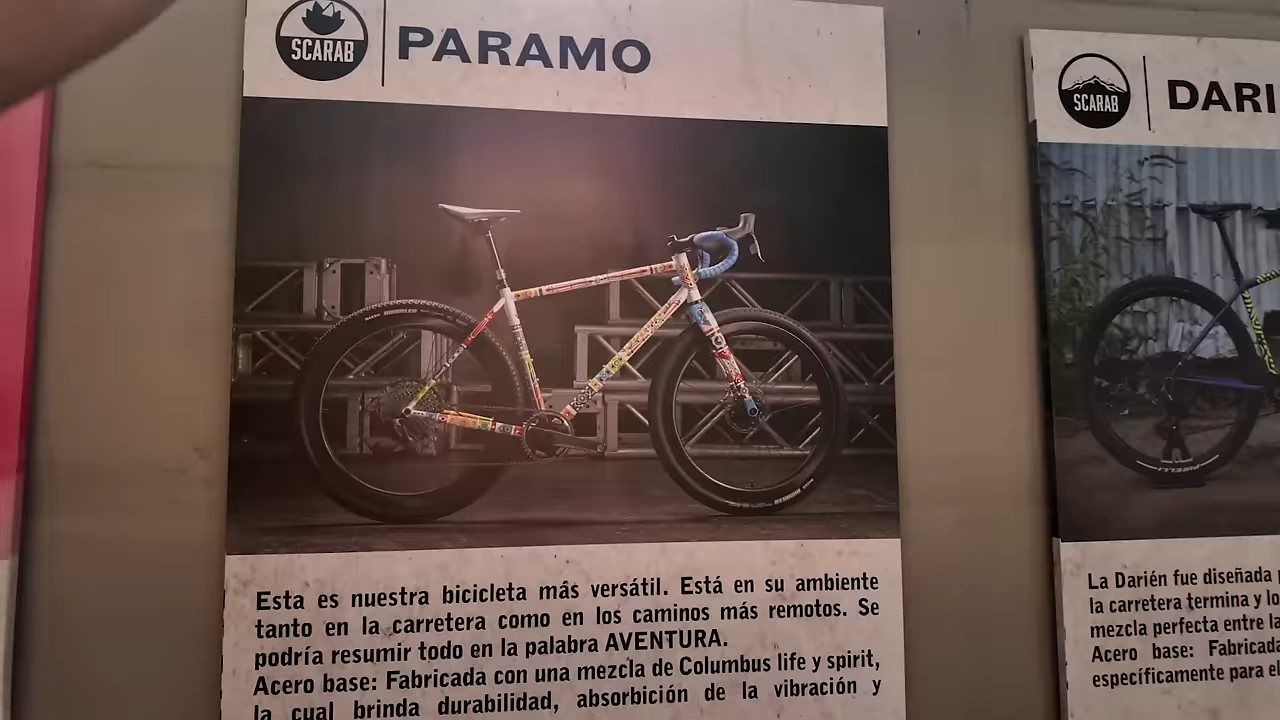 SCARAB
PARAMO
Esta es nuestra bicicleta más versátil. Está en su ambiente
tanto en la carretera como en los caminos más remotos. Se
podría resumir todo en la palabra AVENTURA.
Acero base: Fabricada con una mezcla de Columbus life y spirit,
la cual brinda durabilidad, absorbición de la vibración y
SCARAB
DARI
PIRELLI
La Darién fue diseñada
la carretera termina y lo
mezcla perfecta entre la
Acero base: Fabricada
específicamente para el